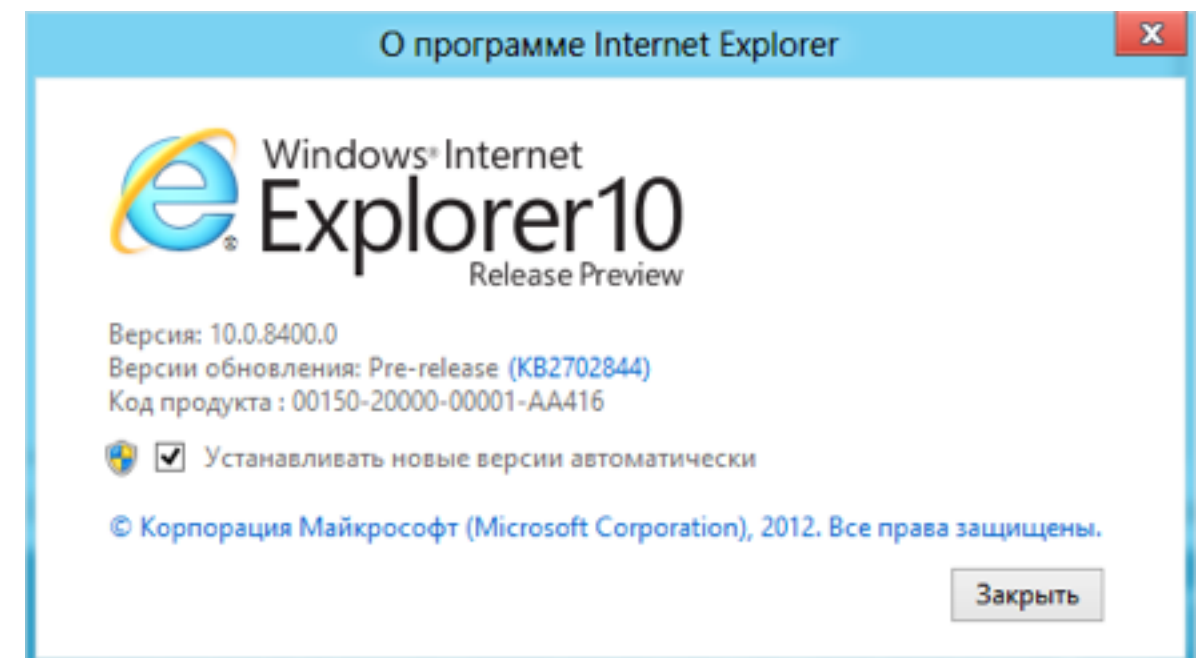 О программе Internet Explorer
Windows® Internet
Explorer10
Release Preview
Версия: 10.0.8400.0
Версии обновления: Pre-release (KB2702844)
Код продукта : 00150-20000-00001-AA416
Устанавливать новые версии автоматически
© Корпорация Майкрософт (Microsoft Corporation), 2012. Все права защищены.
Закрыть